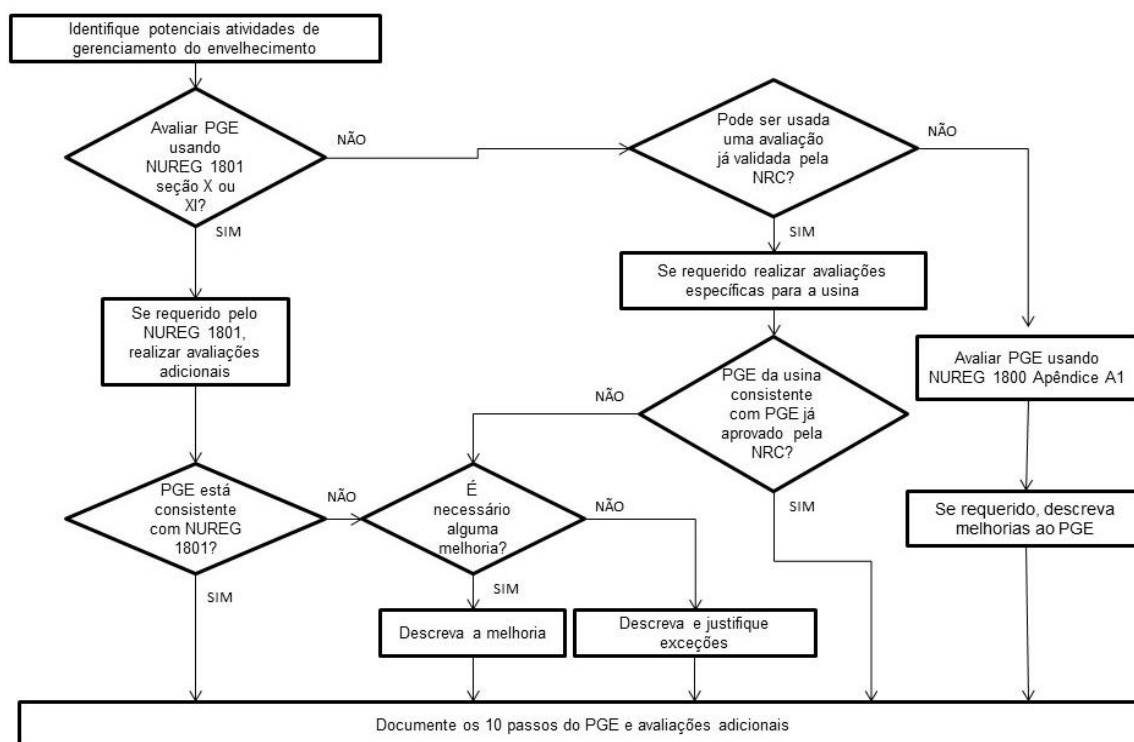 Identifique potenciais atividades de
gerenciamento do envelhecimento
Avaliar PGE
usando
NUREG 1801
seção X ou
XI?
NÃO
SIM
Pode ser usada
uma avaliação
já validada pela
NRC?
NÃO
SIM
Se requerido realizar avaliações
específicas para a usina
Se requerido pelo
NUREG 1801,
realizar avaliações
adicionais
Avaliar PGE usando
NUREG 1800 Apêndice A1
PGE da usina
consistente
com PGE já
aprovado pela
NRC?
NÃO
SIM
PGE está
consistente
com NUREG
1801?
NÃO
SIM
É
necessário
alguma
melhoria?
NÃO
SIM
Se requerido, descreva
melhorias ao PGE
Descreva a melhoria
Descreva e justifique
exceções
Documente os 10 passos do PGE e avaliações adicionais